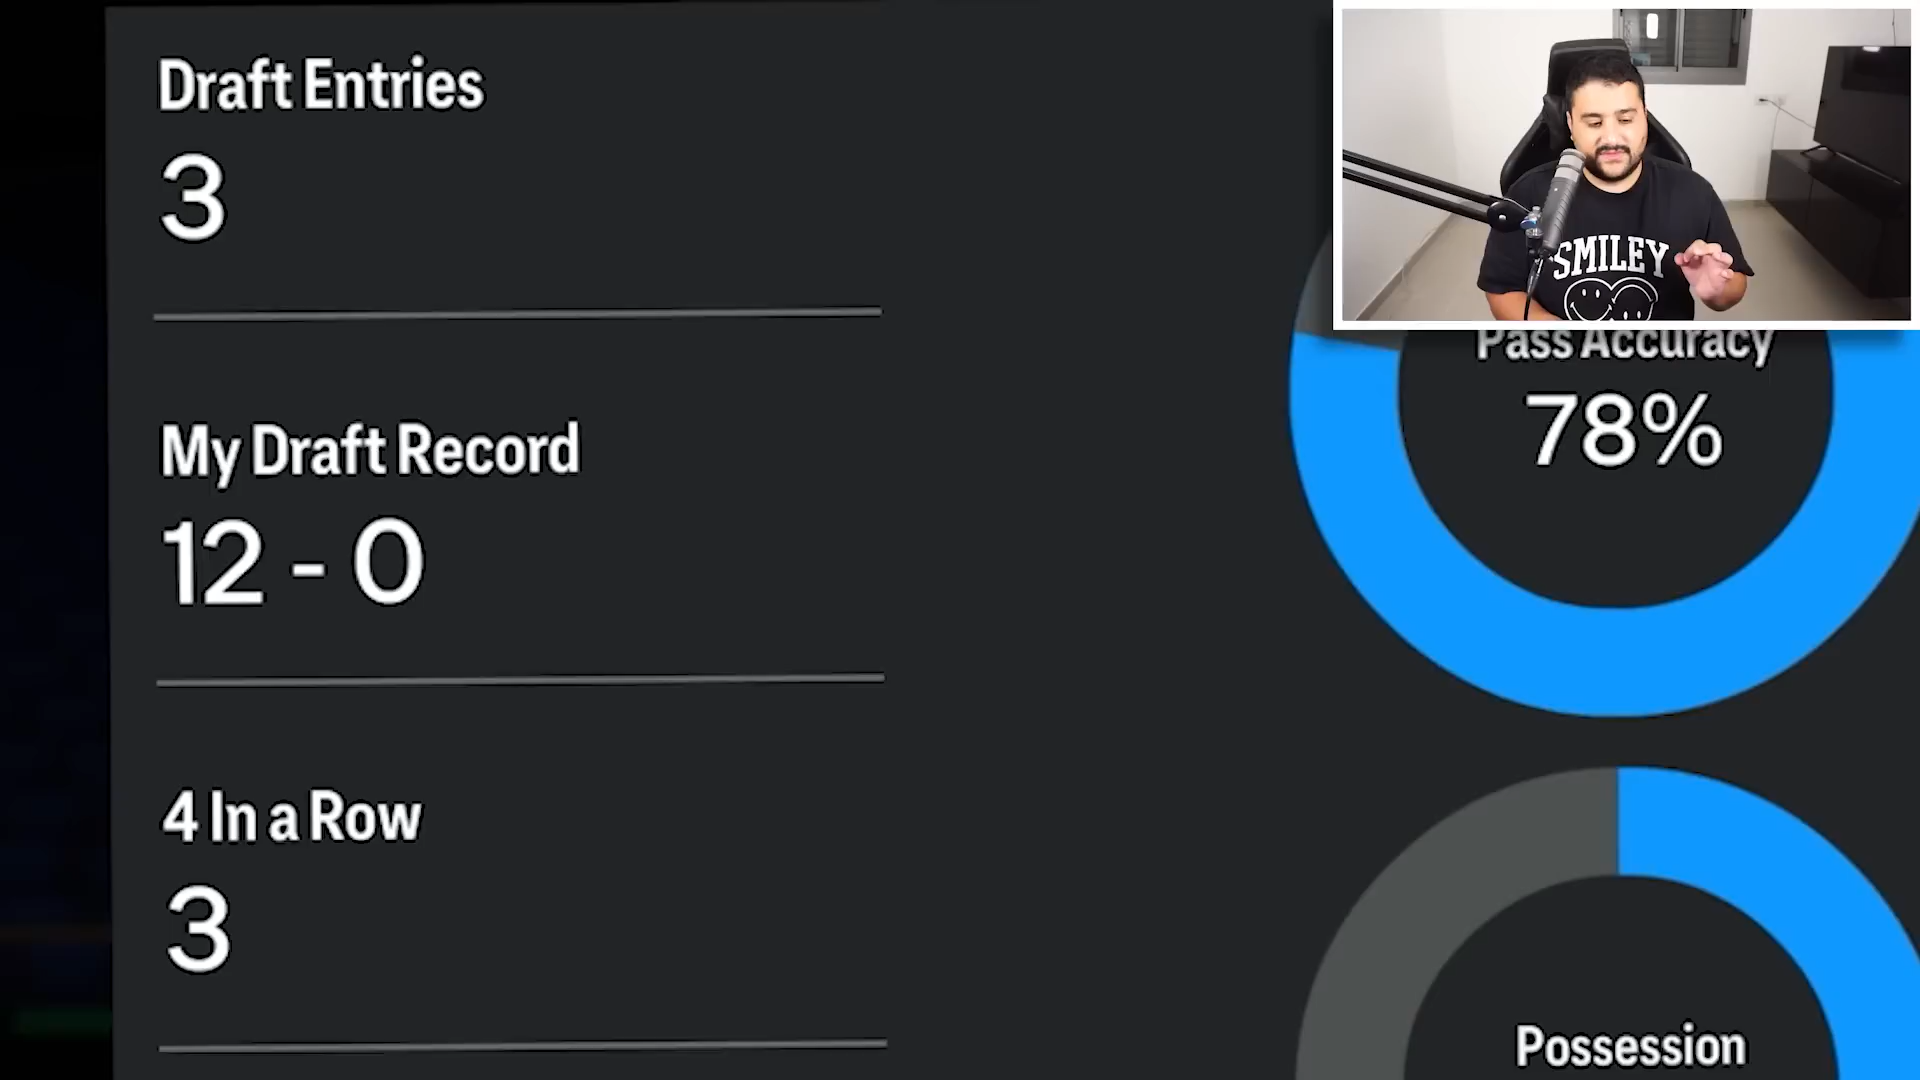 Draft Entries
3
My Draft Record
12 - 0
4 In a Row
3
Pass Accuracy
78%
Possession
SMILEY